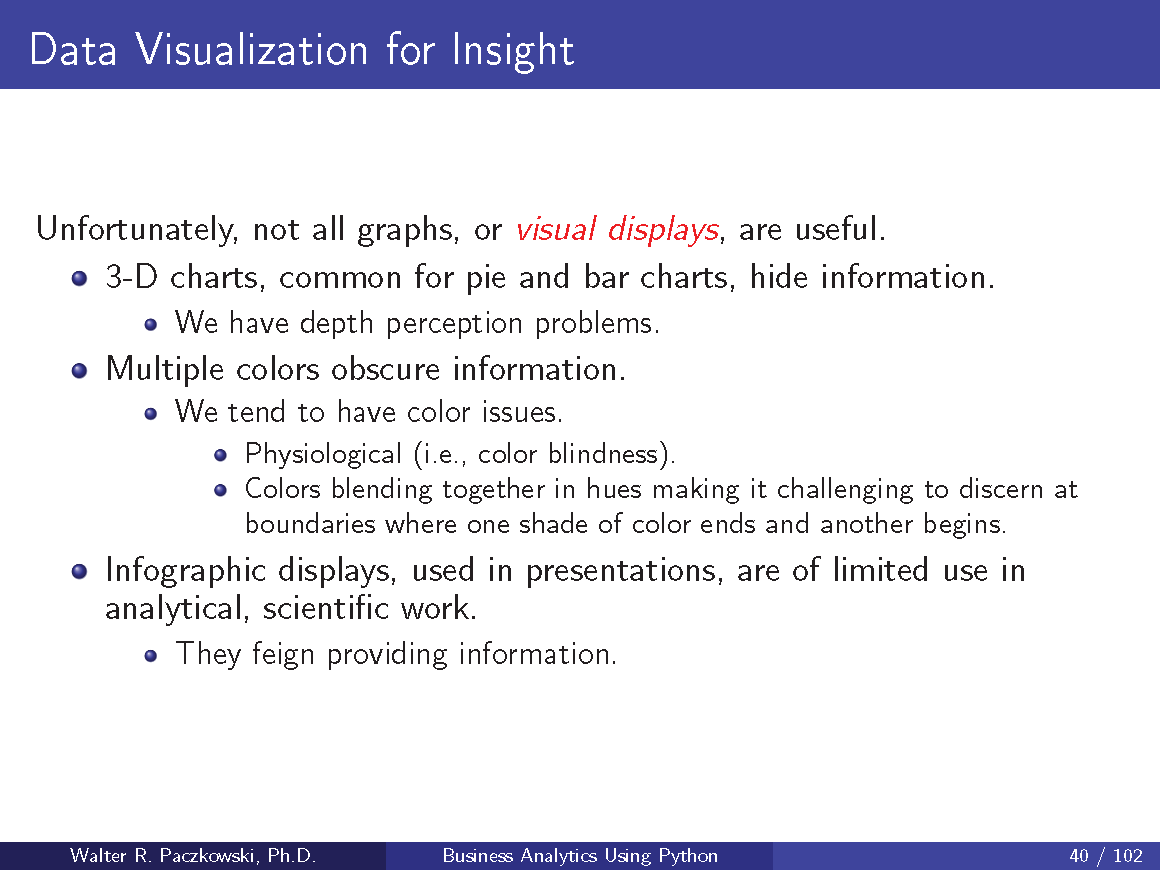 Data Visualization for Insight
Unfortunately, not all graphs, or visual displays, are useful.
3-D charts, common for pie and bar charts, hide information.
We have depth perception problems.
Multiple colors obscure information.
We tend to have color issues.
Physiological (i.e., color blindness).
Colors blending together in hues making it challenging to discern at
boundaries where one shade of color ends and another begins.
Infographic displays, used in presentations, are of limited use in
analytical, scientific work.
They feign providing information.
Walter R. Paczkowski, Ph.D.
Business Analytics Using Python
40 / 102